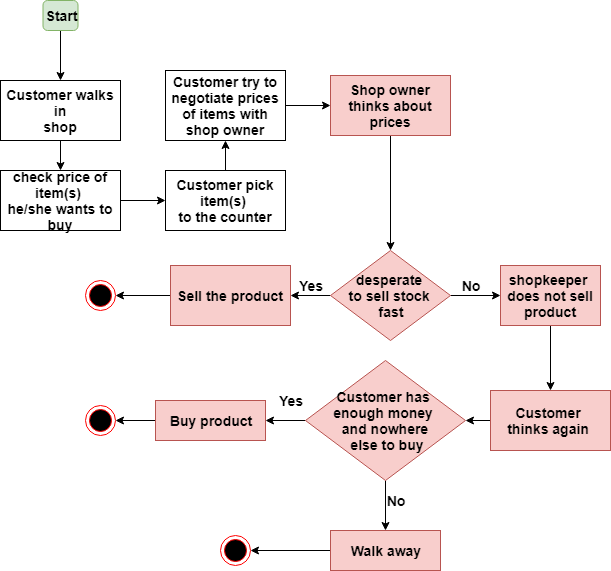 Start
Customer walks
in
shop
check price of
item(s)
he/she wants to
buy
Customer pick
item(s)
to the counter
Customer try to
negotiate prices
of items with
shop owner
Shop owner
thinks about
prices
desperate
to sell stock
fast
Yes
Sell the product
No
shopkeeper
does not sell
product
Customer
thinks again
Customer has
enough money
and nowhere
else to buy
Yes
Buy product
No
Walk away